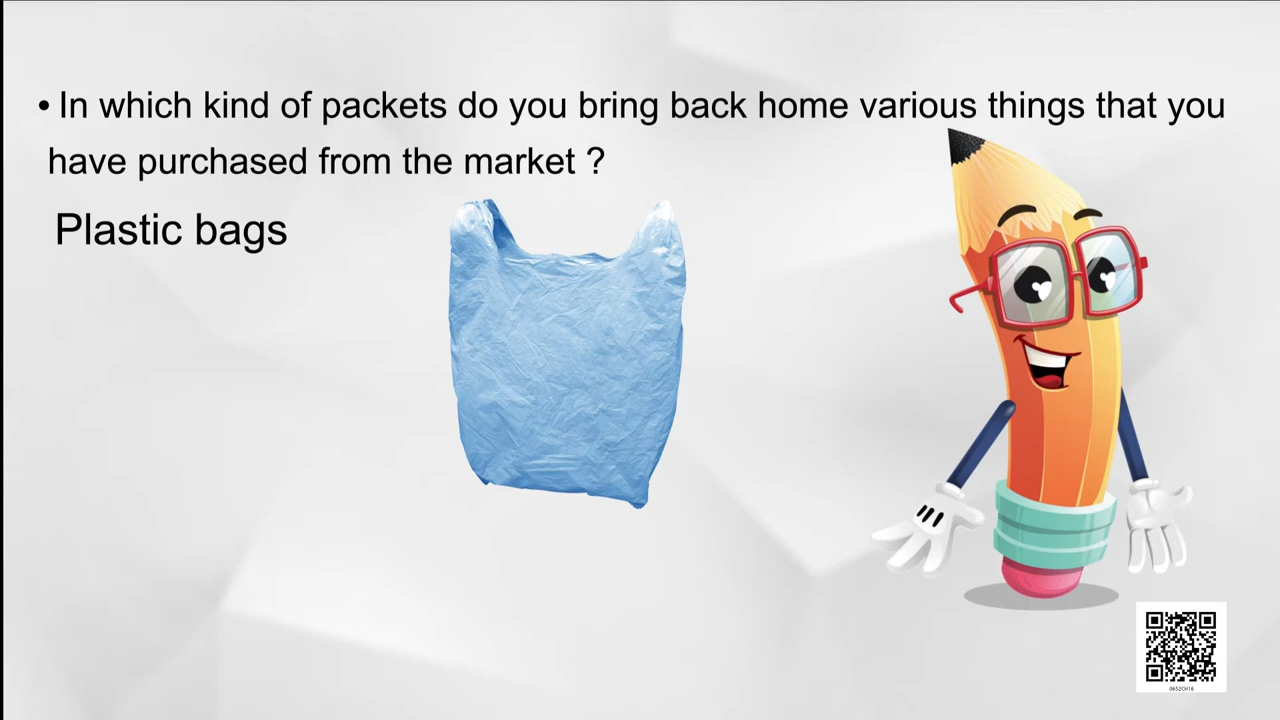 • In which kind of packets do you bring back home various things that you
have purchased from the market ?
Plastic bags
0652CH16